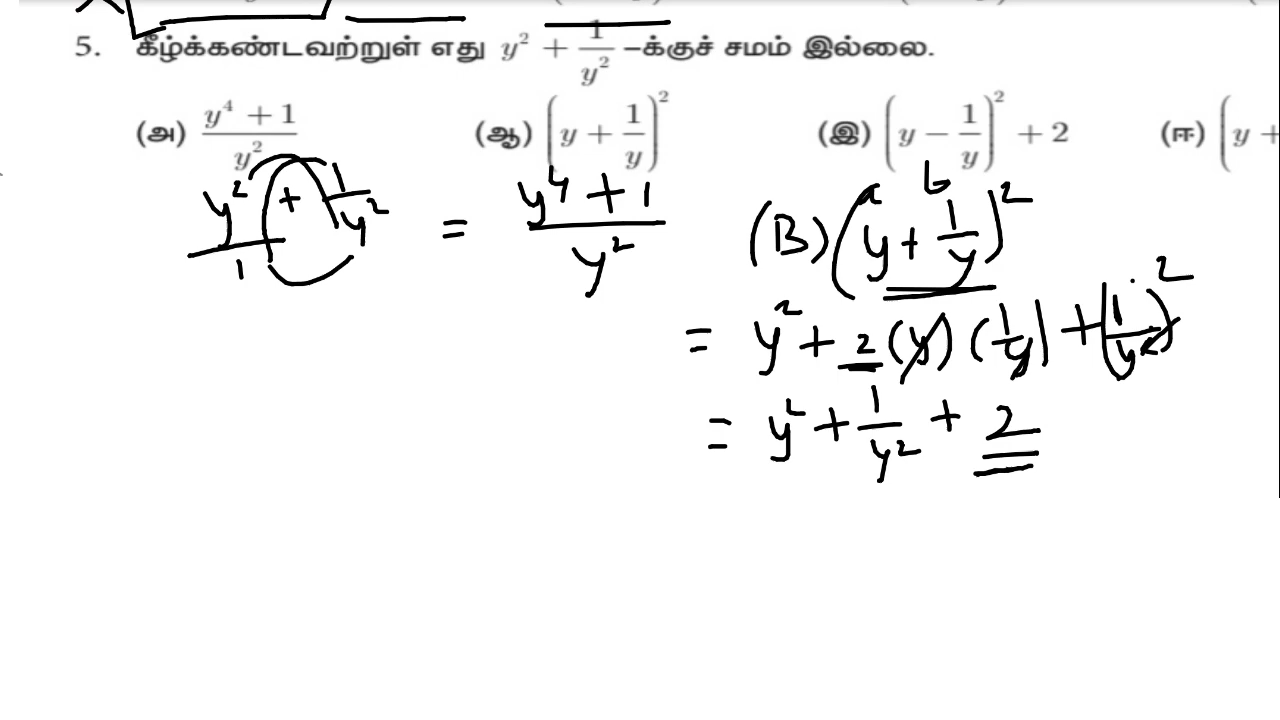 5. கீழ்க்கண்டவற்றுள் எது y² + 1/y² –க்குச் சமம் இல்லை.
(அ) (y⁴ + 1)/y² (ஆ) (y + 1/y)² (இ) (y − 1/y)² + 2 (ஈ) (y +
y²/1 + 1/y² = (y⁴ + 1)/y²
(B) (y + 1/y)²
a b
= y² + 2(y)(1/y) + (1/y)²
= y² + 1/y² + 2